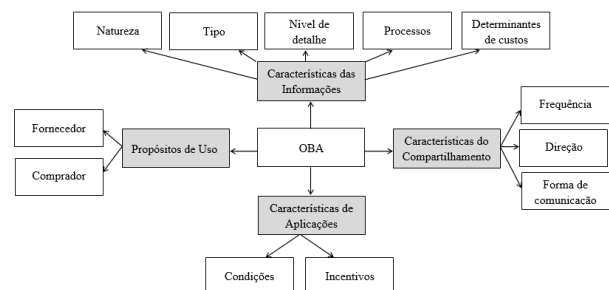 Natureza
Tipo
Nível de
detalhe
Processos
Determinantes
de custos
Características das
Informações
Fornecedor
Comprador
Propósitos de Uso
OBA
Características do
Compartilhamento
Frequência
Direção
Forma de
comunicação
Características de
Aplicações
Condições
Incentivos